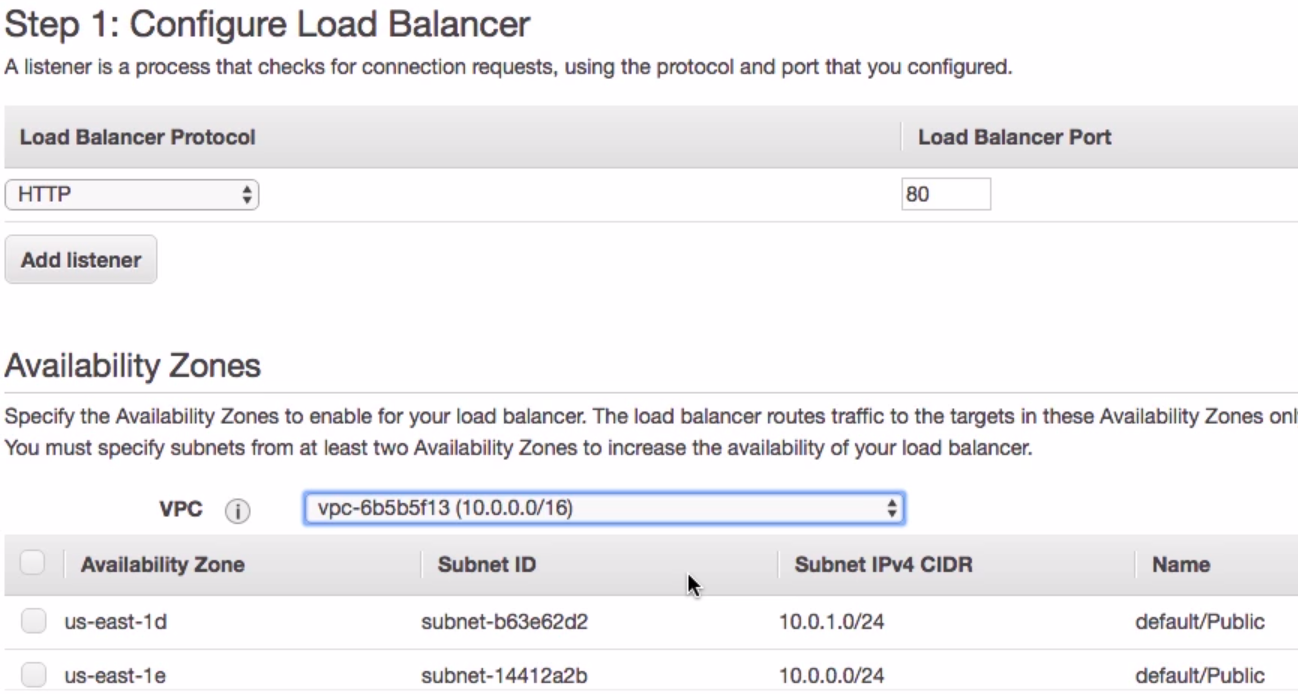 Step 1: Configure Load Balancer
A listener is a process that checks for connection requests, using the protocol and port that you configured.
Load Balancer Protocol Load Balancer Port
HTTP 80
Add listener
Availability Zones
Specify the Availability Zones to enable for your load balancer. The load balancer routes traffic to the targets in these Availability Zones
You must specify subnets from at least two Availability Zones to increase the availability of your load balancer.
VPC i vpc-6b5b5f13 (10.0.0.0/16)
Availability Zone Subnet ID Subnet IPv4 CIDR Name
us-east-1d subnet-b63e62d2 10.0.1.0/24 default/Public
us-east-1e subnet-14412a2b 10.0.0.0/24 default/Public